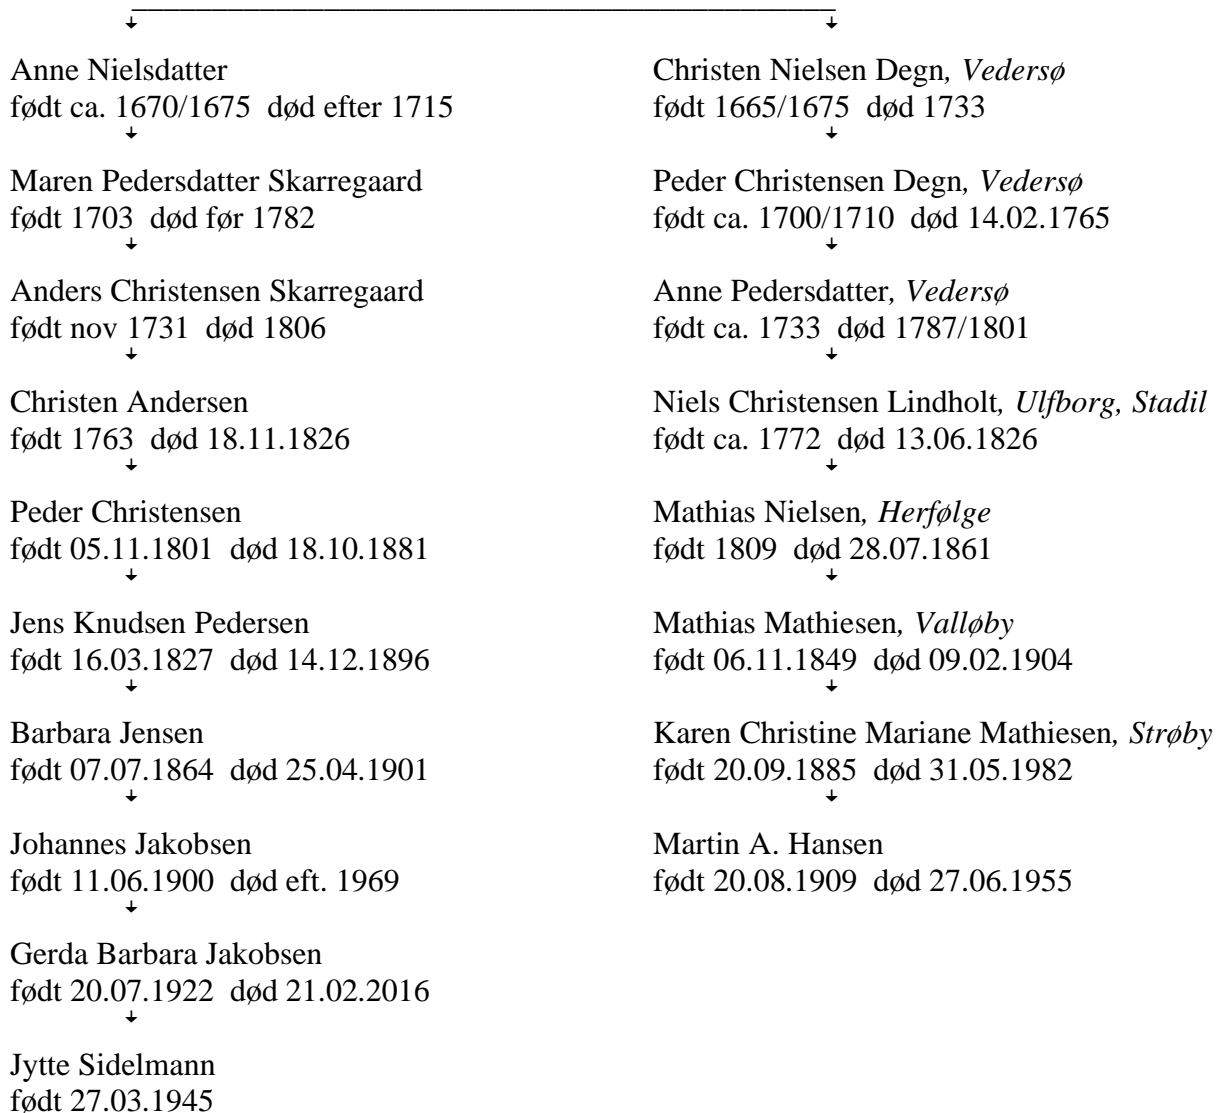 Anne Nielsdatter
født ca. 1670/1675  død efter 1715
Maren Pedersdatter Skarregaard
født 1703  død før 1782
Anders Christensen Skarregaard
født nov 1731  død 1806
Christen Andersen
født 1763  død 18.11.1826
Peder Christensen
født 05.11.1801  død 18.10.1881
Jens Knudsen Pedersen
født 16.03.1827  død 14.12.1896
Barbara Jensen
født 07.07.1864  død 25.04.1901
Johannes Jakobsen
født 11.06.1900  død eft. 1969
Gerda Barbara Jakobsen
født 20.07.1922  død 21.02.2016
Jytte Sidelmann
født 27.03.1945
Christen Nielsen Degn, Vedersø
født 1665/1675  død 1733
Peder Christensen Degn, Vedersø
født ca. 1700/1710  død 14.02.1765
Anne Pedersdatter, Vedersø
født ca. 1733  død 1787/1801
Niels Christensen Lindholt, Ulfborg, Stadil
født ca. 1772  død 13.06.1826
Mathias Nielsen, Herfølge
født 1809  død 28.07.1861
Mathias Mathiesen, Valløby
født 06.11.1849  død 09.02.1904
Karen Christine Mariane Mathiesen, Strøby
født 20.09.1885  død 31.05.1982
Martin A. Hansen
født 20.08.1909  død 27.06.1955